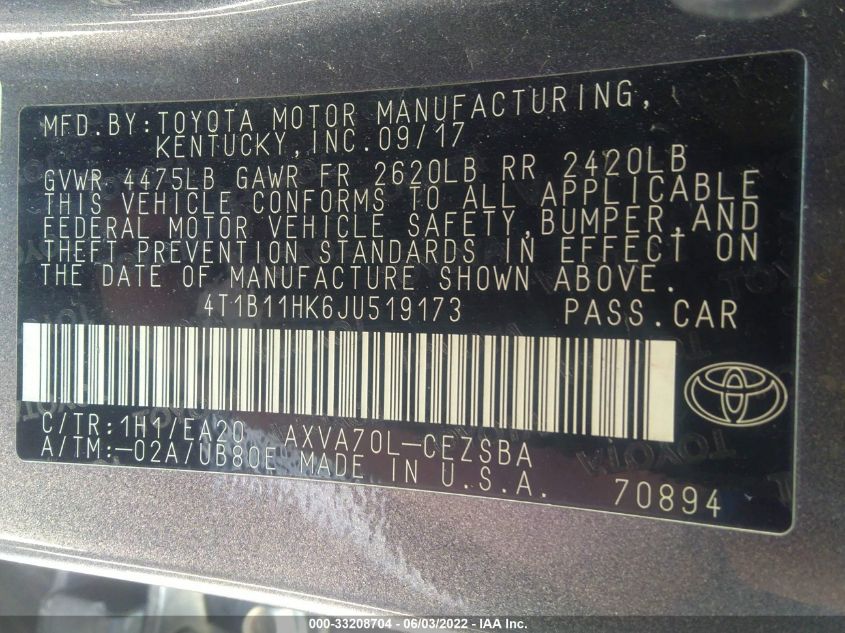 MFD.BY:TOYOTA MOTOR MANUFACTURING,
KENTUCKY,INC.09/17
GVWR 4475LB GAWR FR 2620LB RR 2420LB
THIS VEHICLE CONFORMS TO ALL APPLICABLE
FEDERAL MOTOR VEHICLE SAFETY,BUMPER,AND
THEFT PREVENTION STANDARDS IN EFFECT ON
THE DATE OF MANUFACTURE SHOWN ABOVE.
4T1B11HK6JU519173 PASS.CAR
C/TR:1H1/EA20 AXVA70L-CEZSBA
A/TM:-02A/UB80E MADE IN U.S.A. 70894
TOYOTA
000-33208704 - 06/03/2022 - IAA Inc.